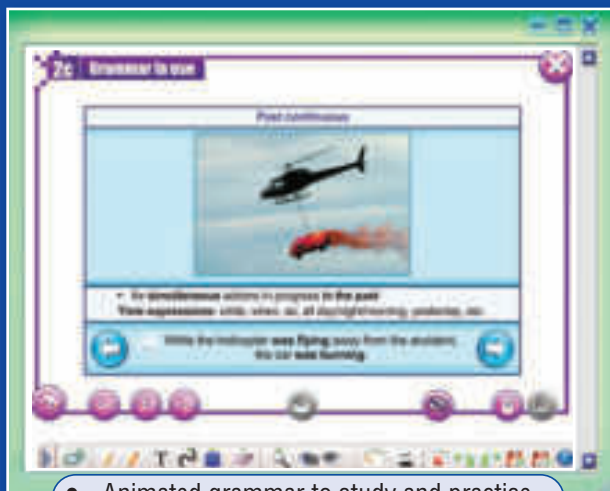 7c Grammar in use
Past continuous
• for simultaneous actions in progress in the past
Time expressions: while, when, as, all day/night/morning, yesterday, etc
While the helicopter was flying away from the accident,
the car was burning.
T
• Animated grammar to study and practise